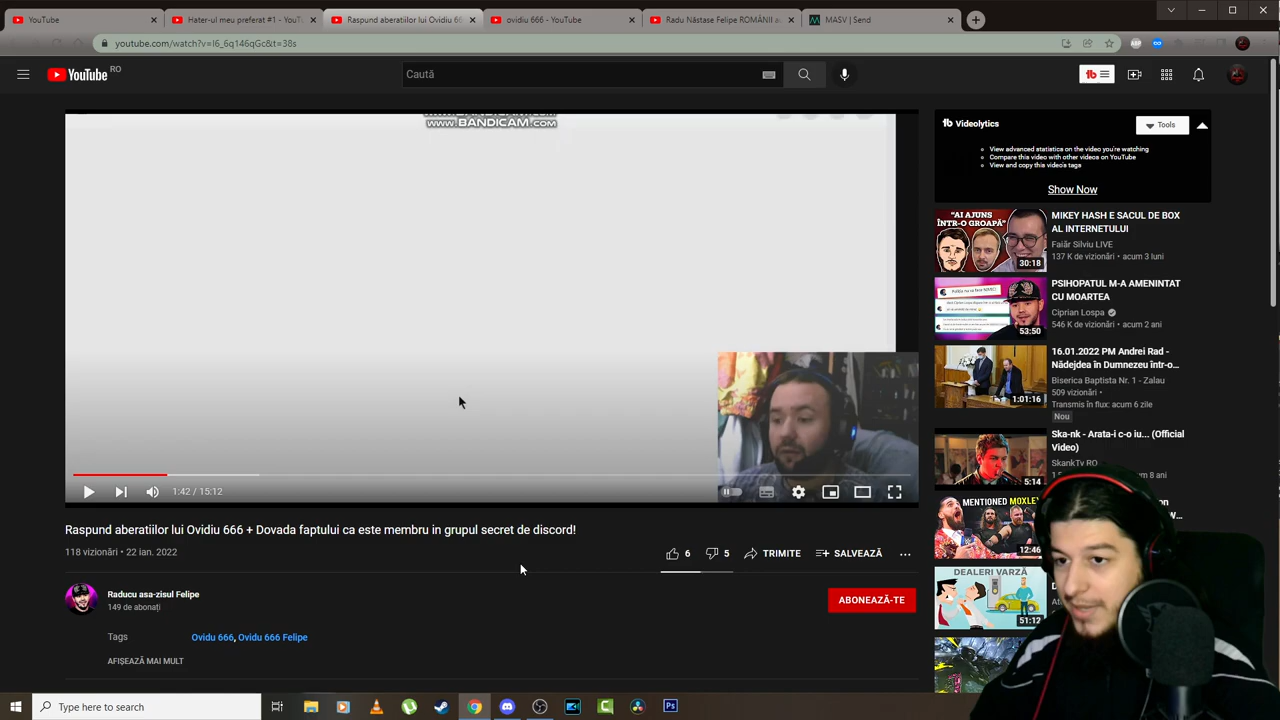 YouTube
Hater-ul meu preferat #1 - YouTu
Raspund aberatiilor lui Ovidiu 66
ovidiu 666 - YouTube
Radu Năstase Felipe ROMÂNII au
MASV | Send
youtube.com/watch?v=I6_6q146qGc&t=38s
YouTube RO
Caută
www.BANDICAM.com
Videolytics
Tools
View advanced statistics on the video you're watching
Compare this video with other videos on YouTube
View and copy this video's tags
Show Now
"AI AJUNS
ÎNTR-O GROAPĂ"
30:18
MIKEY HASH E SACUL DE BOX
AL INTERNETULUI
Faiăr Silviu LIVE
137 K de vizionări • acum 3 luni
53:50
PSIHOPATUL M-A AMENINTAT
CU MOARTEA
Ciprian Lospa
546 K de vizionări • acum 2 ani
1:01:16
16.01.2022 PM Andrei Rad -
Nădejdea în Dumnezeu într-o...
Biserica Baptista Nr. 1 - Zalau
509 vizionări •
Transmis în flux: acum 6 zile
Nou
5:14
Ska-nk - Arata-i c-o iu... (Official
Video)
SkankTv RO
MENTIONED MOXLEY
12:46
DEALERI VARZĂ
51:12
1:42 / 15:12
Raspund aberatiilor lui Ovidiu 666 + Dovada faptului ca este membru in grupul secret de discord!
118 vizionări • 22 ian. 2022
6
5
TRIMITE
SALVEAZĂ
Raducu asa-zisul Felipe
149 de abonați
ABONEAZĂ-TE
Tags
Ovidu 666, Ovidu 666 Felipe
AFIȘEAZĂ MAI MULT
Type here to search